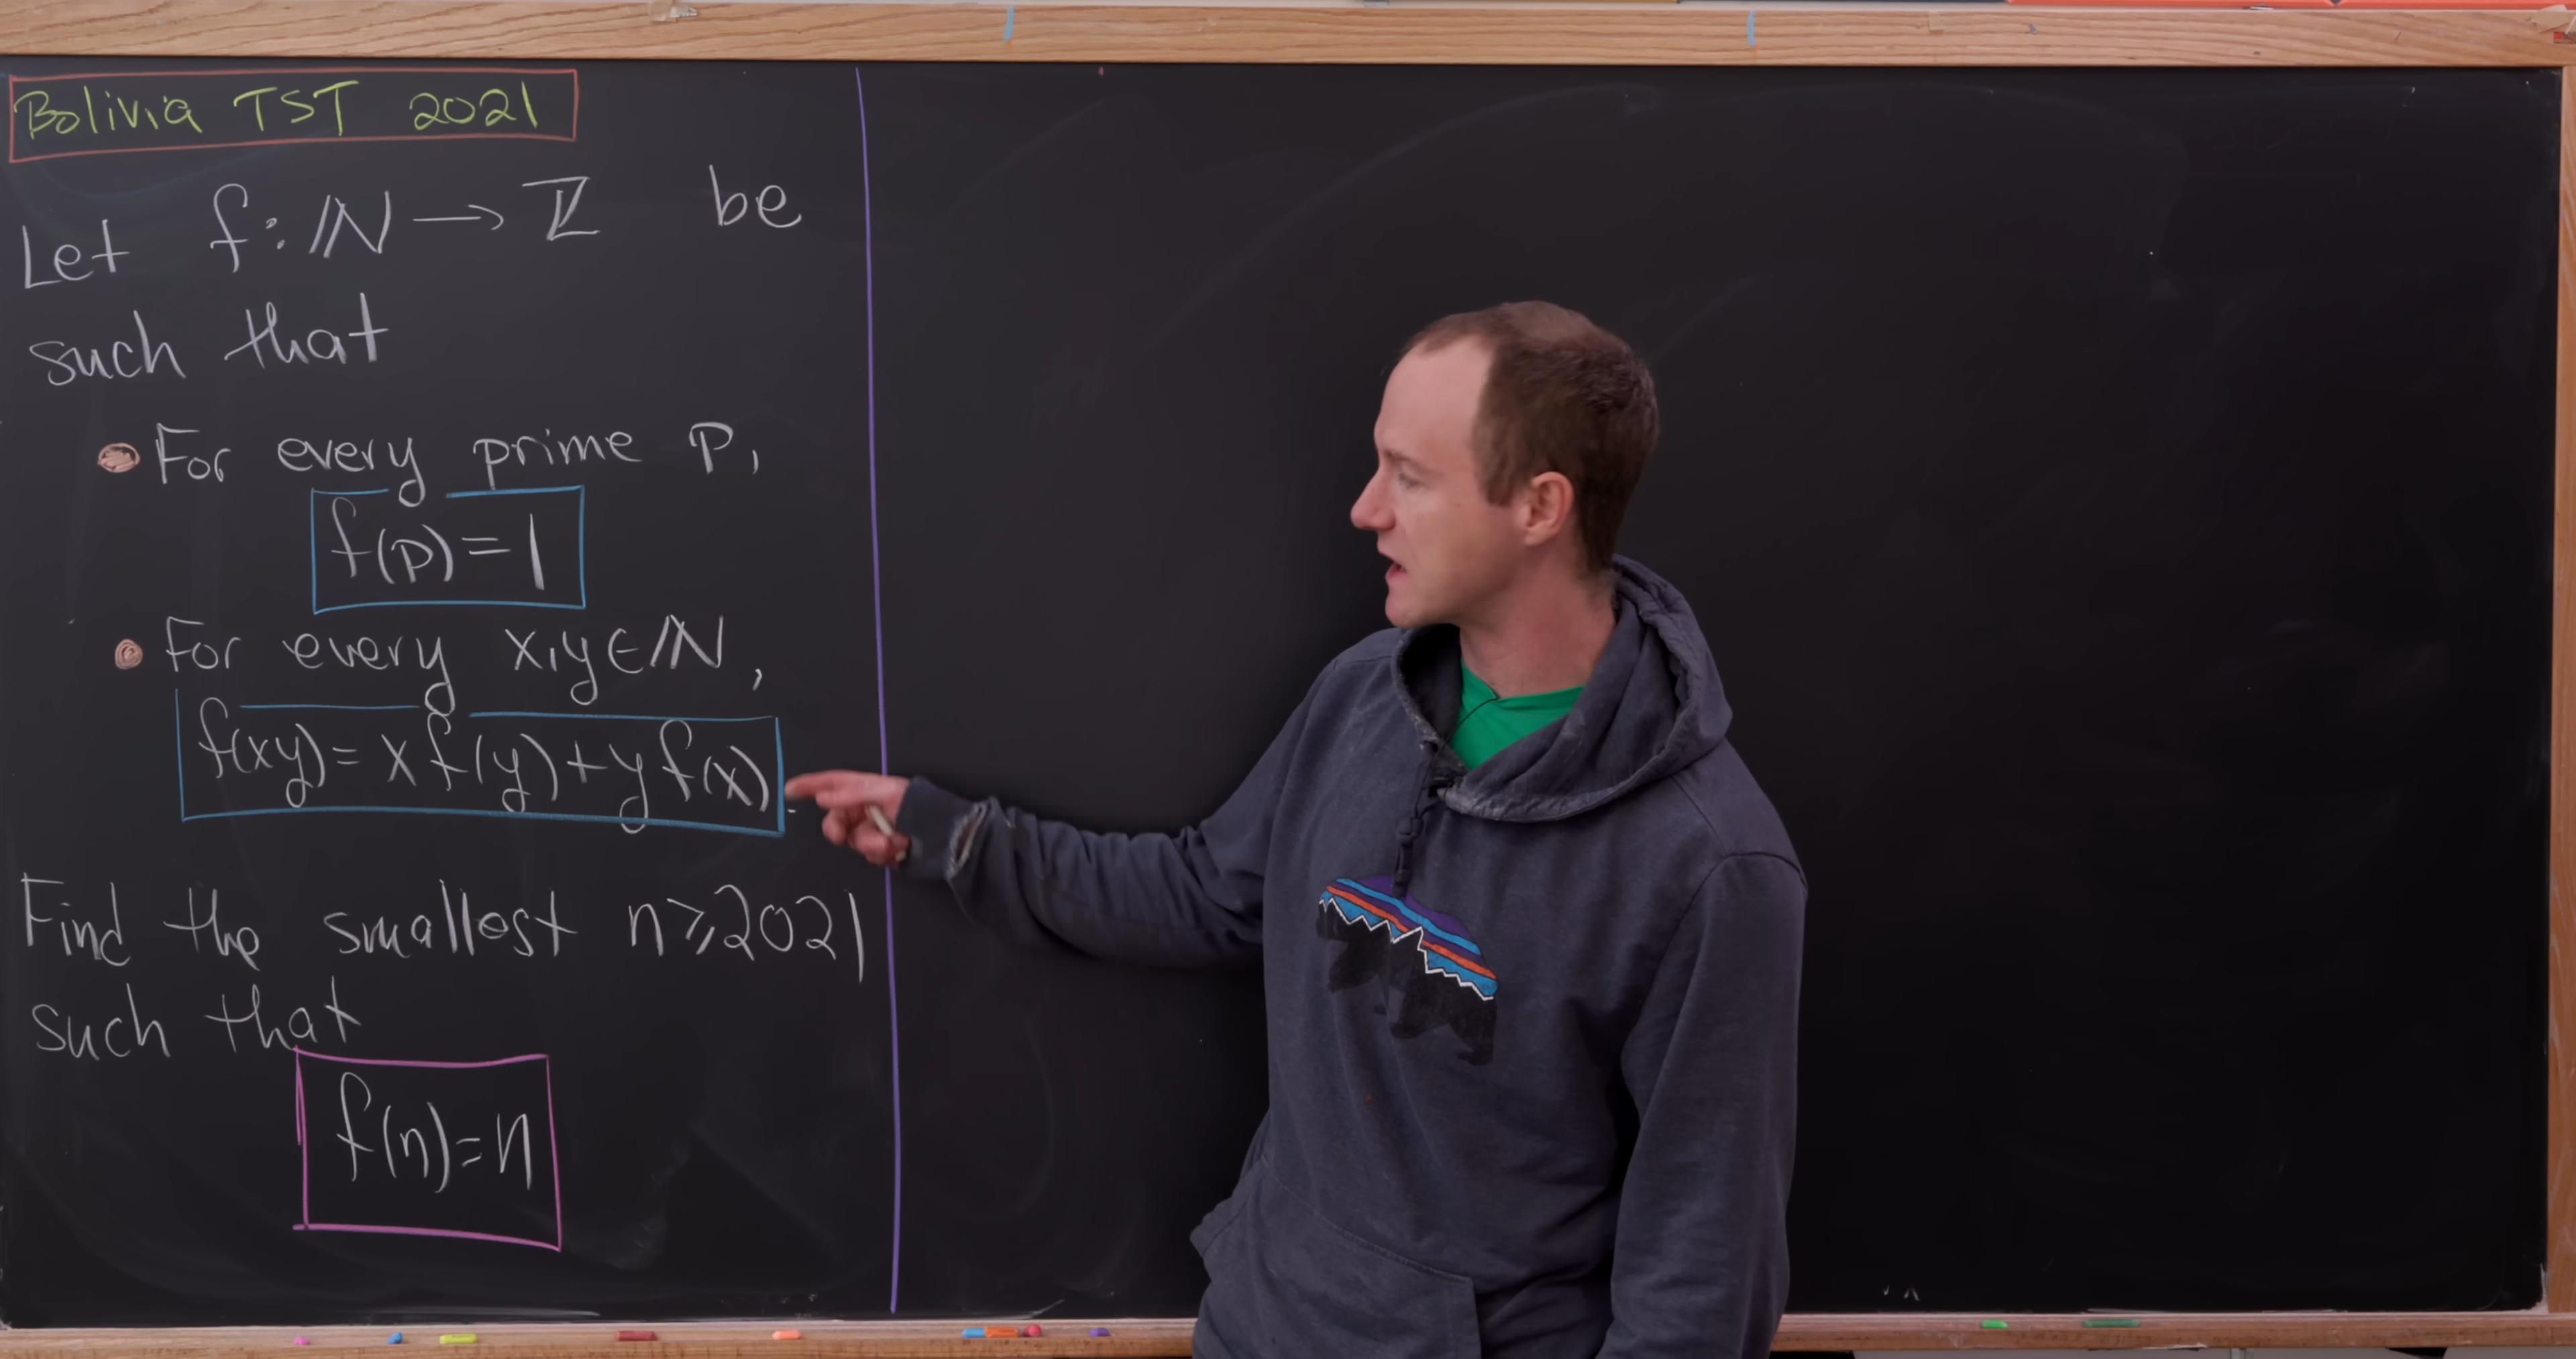 Bolivia TST 2021
Let f: ℕ → ℤ be
such that
• For every prime p,
f(p)=1
• For every x,y∈ℕ,
f(xy)= x f(y)+y f(x).
Find the smallest n≥2021
such that
f(n)=n